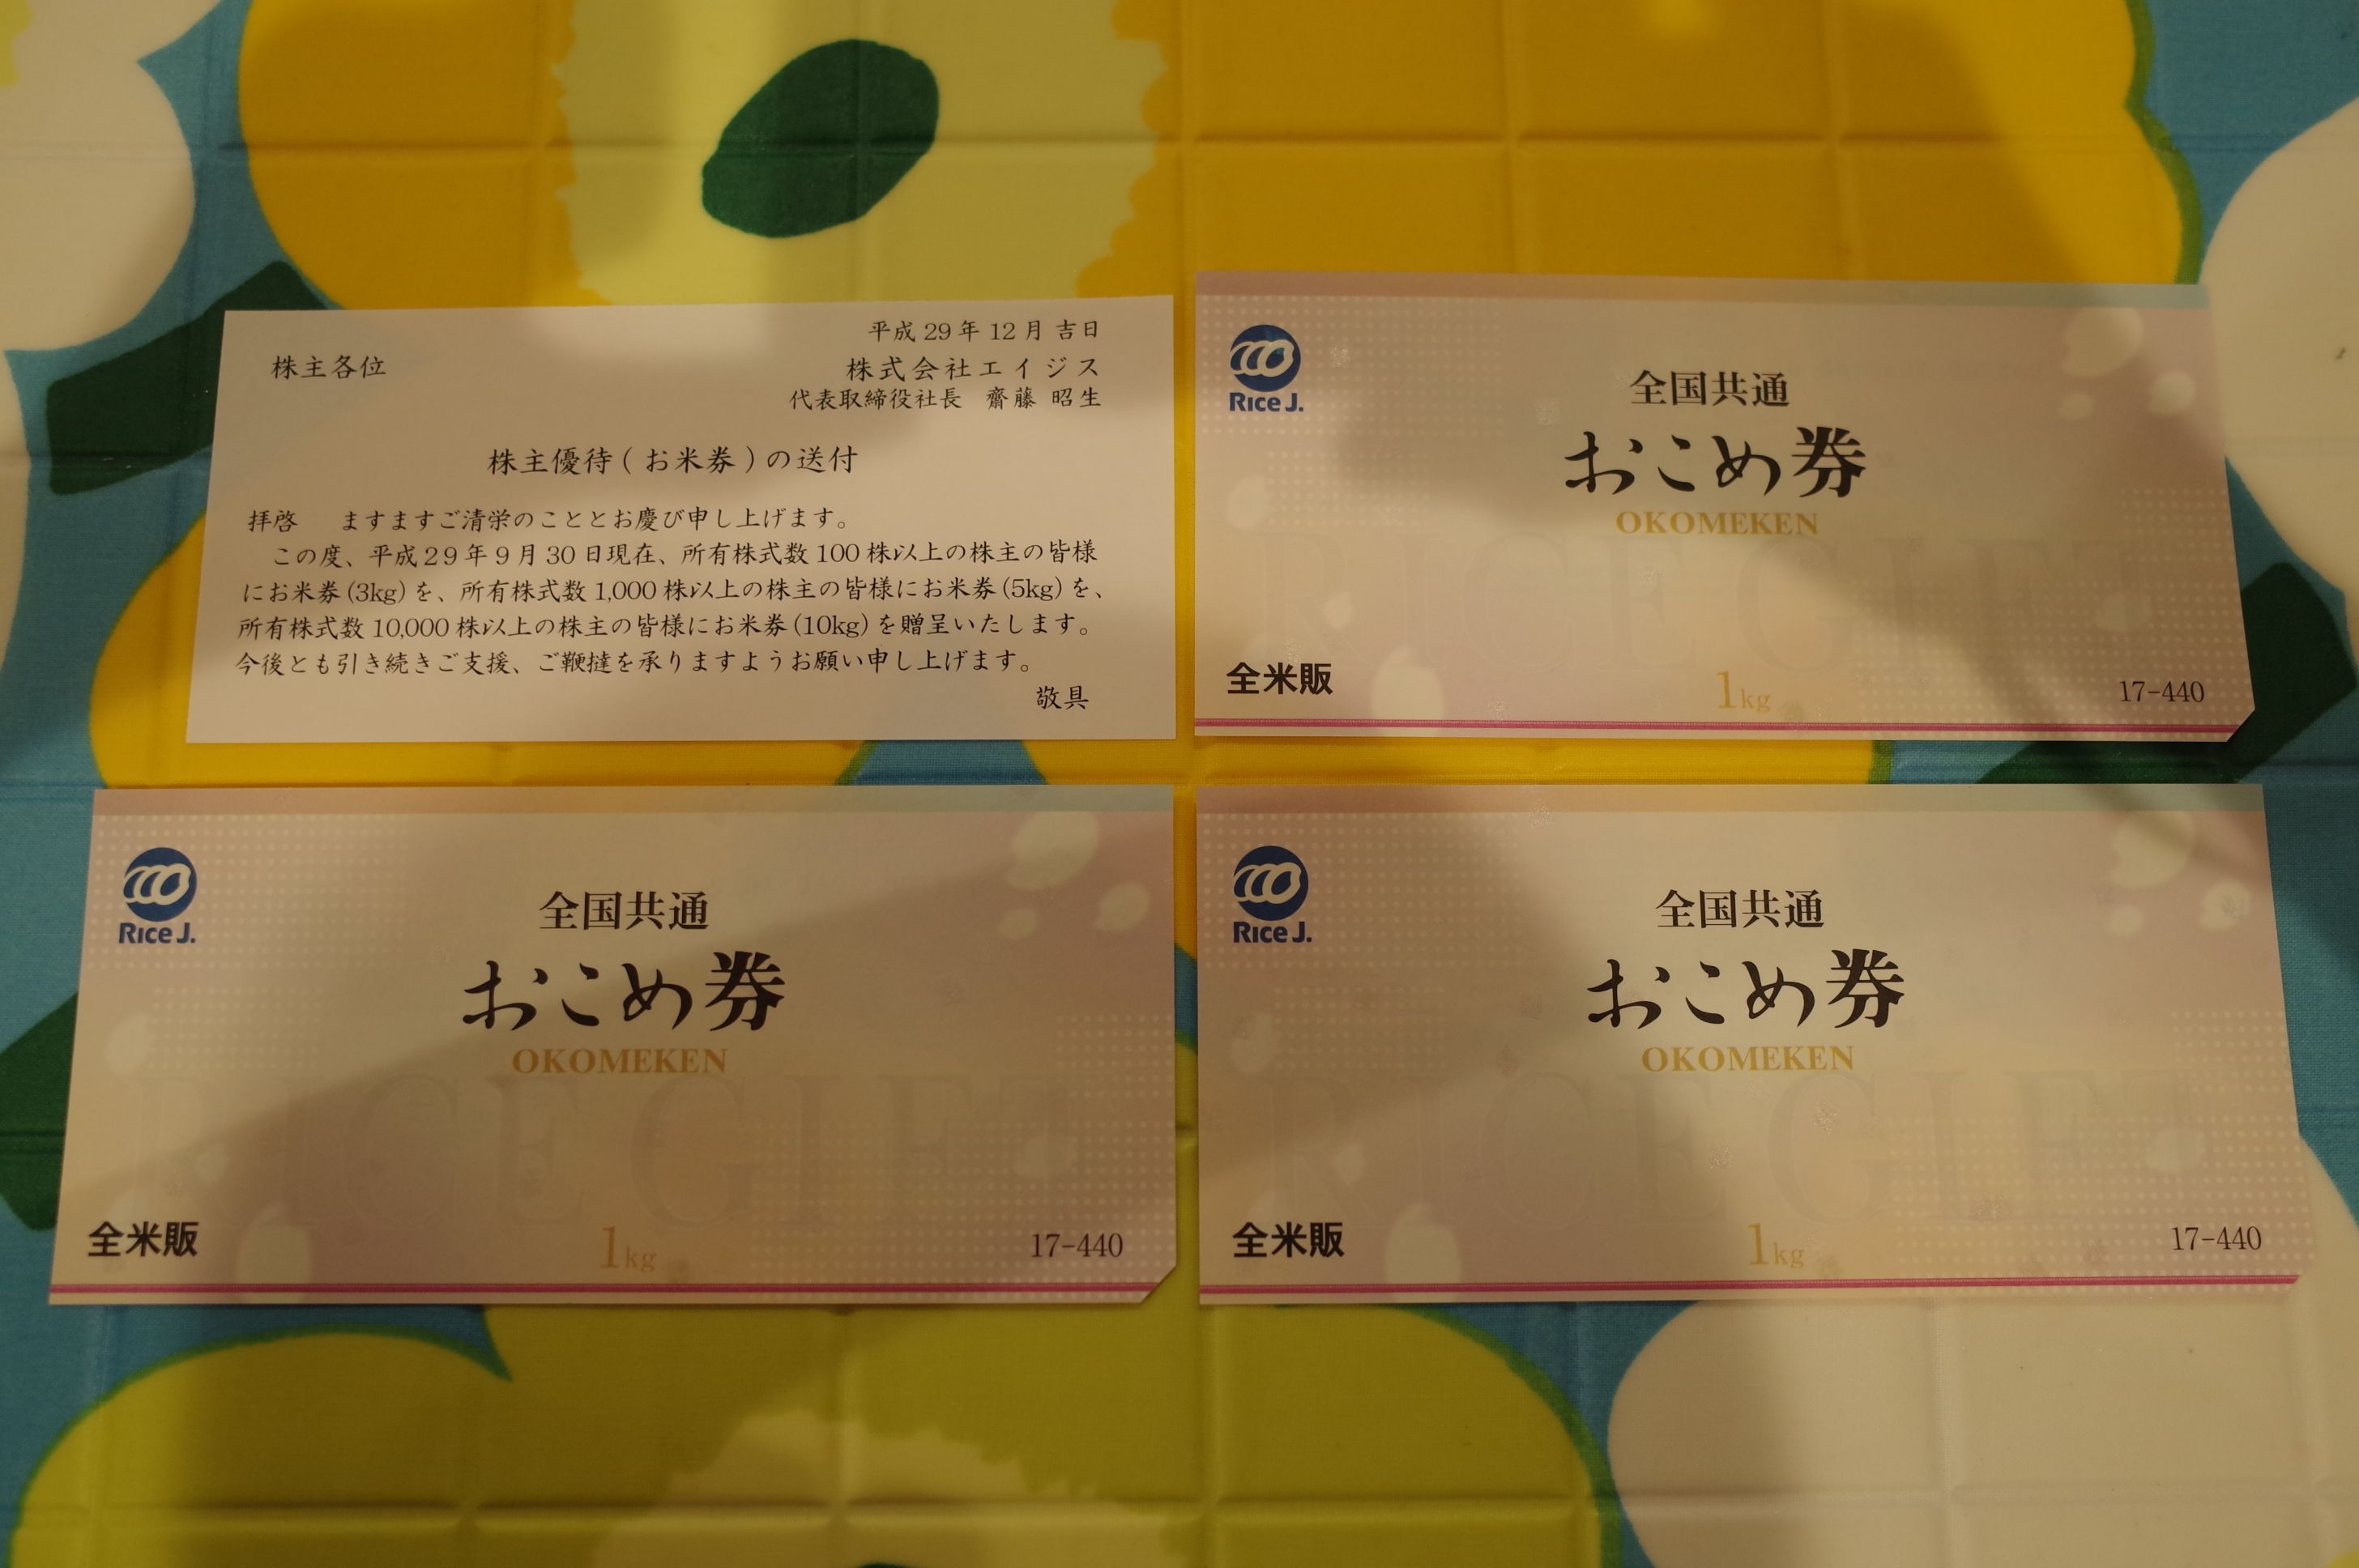 平成29年12月吉日
株主各位
株式会社エイジス
代表取締役社長 齋藤 昭生
株主優待(お米券)の送付
拝啓 ますますご清栄のこととお慶び申し上げます。
この度、平成29年9月30日現在、所有株式数100株以上の株主の皆様
にお米券(3kg)を、所有株式数1,000株以上の株主の皆様にお米券(5kg)を、
所有株式数10,000株以上の株主の皆様にお米券(10kg)を贈呈いたします。
今後とも引き続きご支援、ご鞭撻を承りますようお願い申し上げます。
敬具
Rice J.
全国共通
おこめ券
OKOMEKEN
RICE GIFT
全米販
1kg
17-440
Rice J.
全国共通
おこめ券
OKOMEKEN
RICE GIFT
全米販
1kg
17-440
Rice J.
全国共通
おこめ券
OKOMEKEN
RICE GIFT
全米販
1kg
17-440